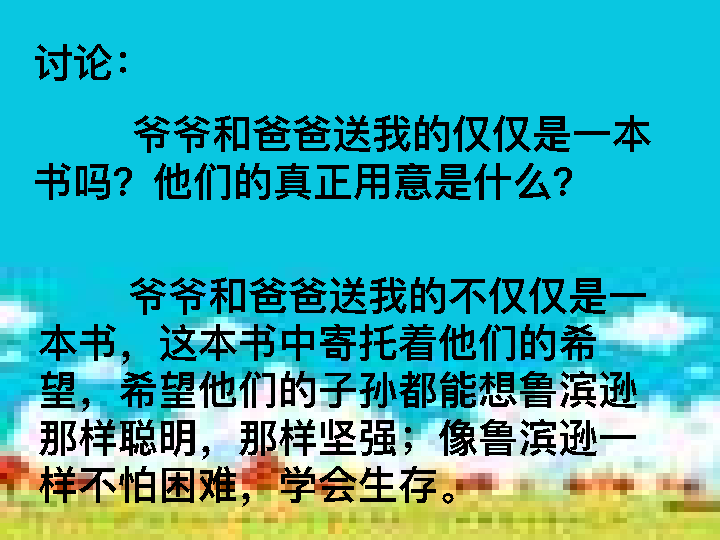 讨论：
爷爷和爸爸送我的仅仅是一本
书吗？他们的真正用意是什么？
爷爷和爸爸送我的不仅仅是一
本书，这本书中寄托着他们的希
望，希望他们的子孙都能想鲁滨逊
那样聪明，那样坚强；像鲁滨逊一
样不怕困难，学会生存。